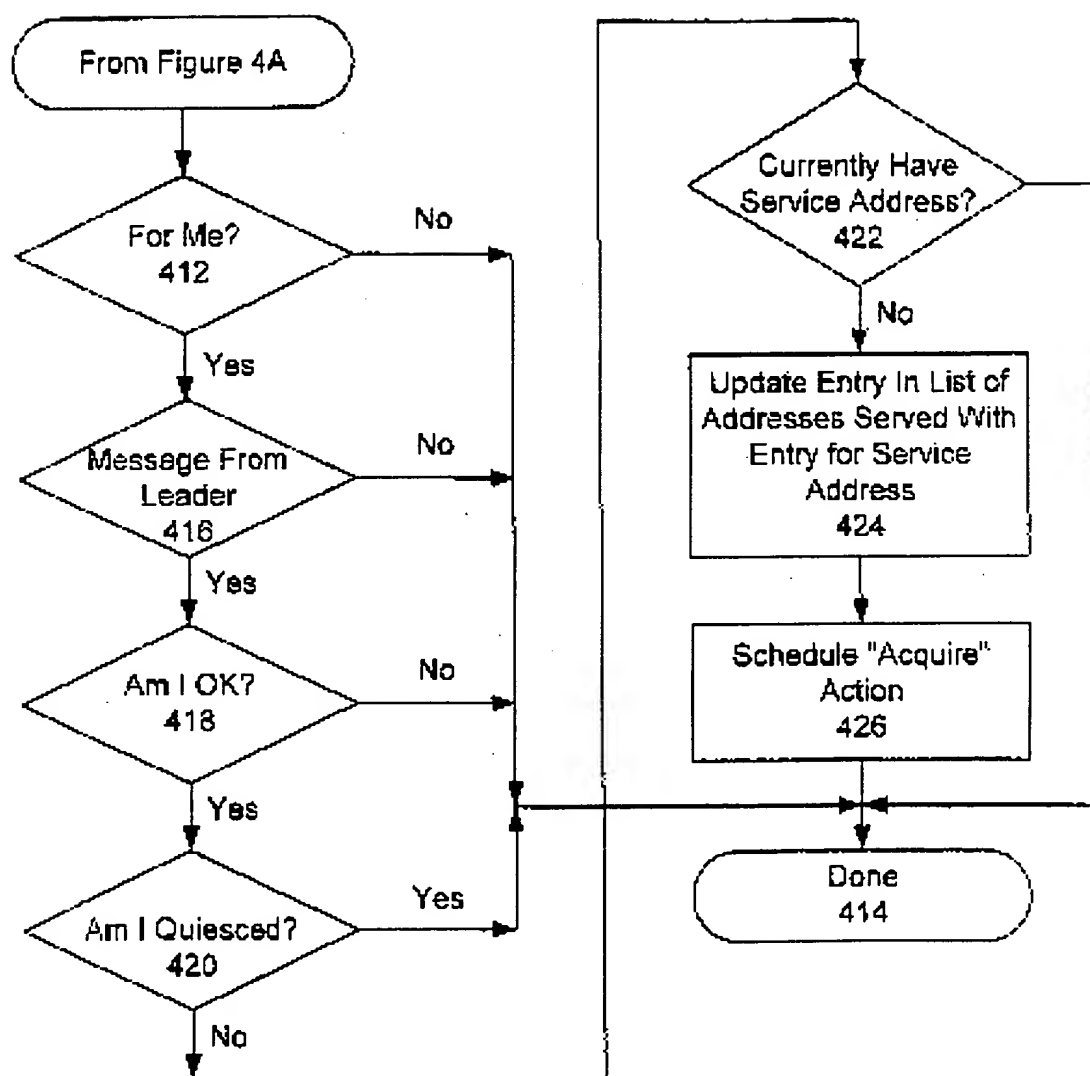 From Figure 4A
For Me?
412
No
Yes
Message From
Leader
416
No
Yes
Am I OK?
418
No
Yes
Am I Quiesced?
420
Yes
No
Currently Have
Service Address?
422
No
Update Entry In List of
Addresses Served With
Entry for Service
Address
424
Schedule "Acquire"
Action
426
Done
414